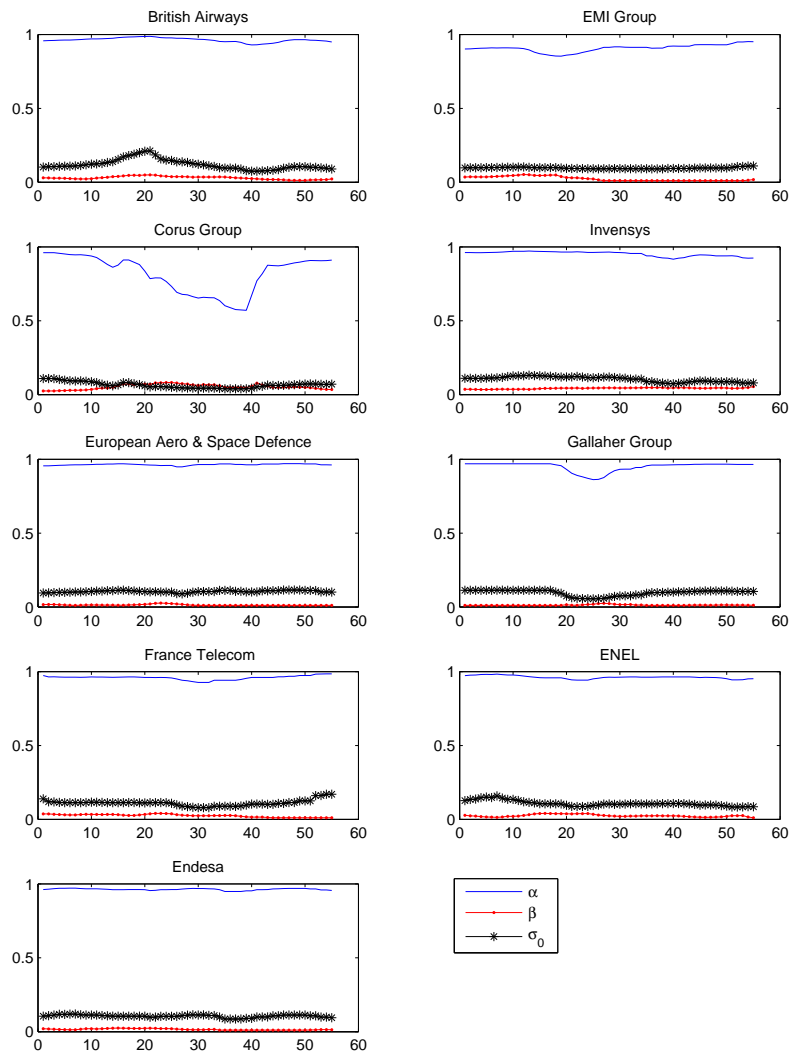 British Airways
1
0.5
0
0 10 20 30 40 50 60
EMI Group
1
0.5
0
0 10 20 30 40 50 60
Corus Group
1
0.5
0
0 10 20 30 40 50 60
Invensys
1
0.5
0
0 10 20 30 40 50 60
European Aero & Space Defence
1
0.5
0
0 10 20 30 40 50 60
Gallaher Group
1
0.5
0
0 10 20 30 40 50 60
France Telecom
1
0.5
0
0 10 20 30 40 50 60
ENEL
1
0.5
0
0 10 20 30 40 50 60
Endesa
1
0.5
0
0 10 20 30 40 50 60
α
β
σ₀